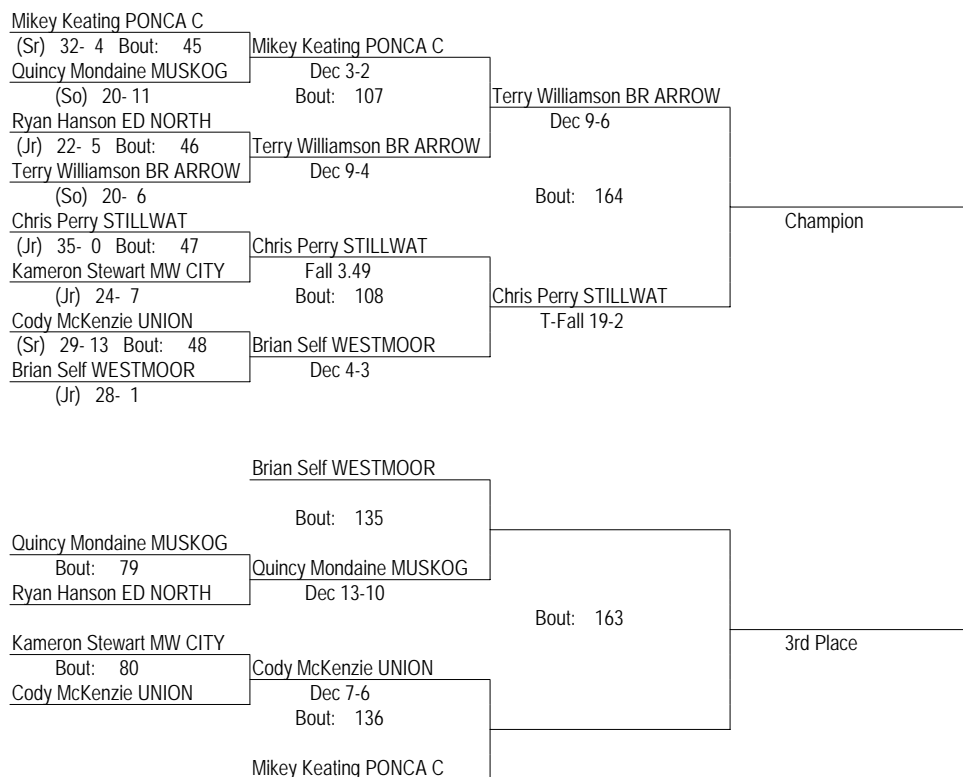 Mikey Keating PONCA C
(Sr) 32- 4 Bout: 45
Quincy Mondaine MUSKOG
(So) 20- 11
Ryan Hanson ED NORTH
(Jr) 22- 5 Bout: 46
Terry Williamson BR ARROW
(So) 20- 6
Chris Perry STILLWAT
(Jr) 35- 0 Bout: 47
Kameron Stewart MW CITY
(Jr) 24- 7
Cody McKenzie UNION
(Sr) 29- 13 Bout: 48
Brian Self WESTMOOR
(Jr) 28- 1
Mikey Keating PONCA C
Dec 3-2
Bout: 107
Terry Williamson BR ARROW
Dec 9-4
Chris Perry STILLWAT
Fall 3.49
Bout: 108
Brian Self WESTMOOR
Dec 4-3
Terry Williamson BR ARROW
Dec 9-6
Bout: 164
Chris Perry STILLWAT
T-Fall 19-2
Champion
Quincy Mondaine MUSKOG
Bout: 79
Ryan Hanson ED NORTH
Kameron Stewart MW CITY
Bout: 80
Cody McKenzie UNION
Brian Self WESTMOOR
Bout: 135
Quincy Mondaine MUSKOG
Dec 13-10
Cody McKenzie UNION
Dec 7-6
Bout: 136
Mikey Keating PONCA C
Bout: 163
3rd Place